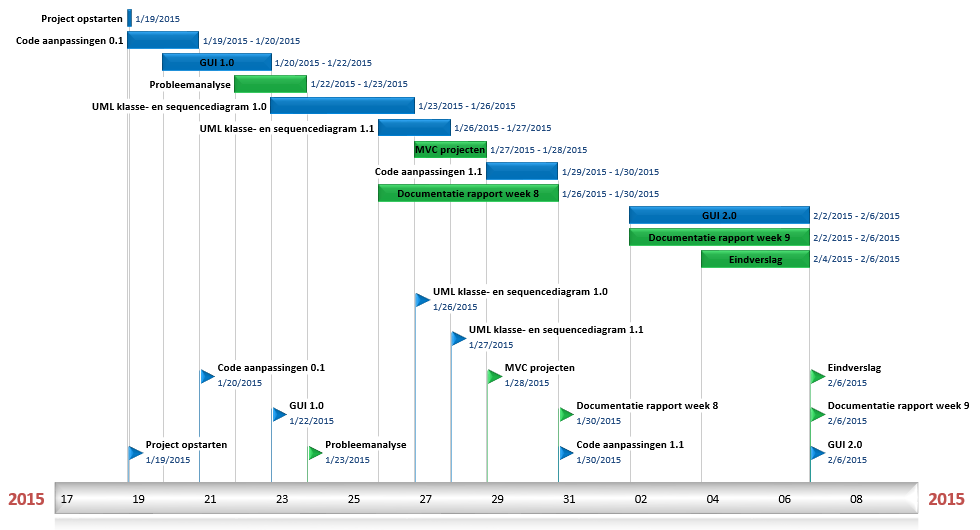 Project opstarten 1/19/2015
Code aanpassingen 0.1 1/19/2015 - 1/20/2015
GUI 1.0 1/20/2015 - 1/22/2015
Probleemanalyse 1/22/2015 - 1/23/2015
UML klasse- en sequencediagram 1.0 1/23/2015 - 1/26/2015
UML klasse- en sequencediagram 1.1 1/26/2015 - 1/27/2015
MVC projecten 1/27/2015 - 1/28/2015
Code aanpassingen 1.1 1/29/2015 - 1/30/2015
Documentatie rapport week 8 1/26/2015 - 1/30/2015
GUI 2.0 2/2/2015 - 2/6/2015
Documentatie rapport week 9 2/2/2015 - 2/6/2015
Eindverslag 2/4/2015 - 2/6/2015
UML klasse- en sequencediagram 1.0
1/26/2015
UML klasse- en sequencediagram 1.1
1/27/2015
Code aanpassingen 0.1 MVC projecten Eindverslag
1/20/2015 1/28/2015 2/6/2015
GUI 1.0 Documentatie rapport week 8 Documentatie rapport week 9
1/22/2015 1/30/2015 2/6/2015
Project opstarten Probleemanalyse Code aanpassingen 1.1 GUI 2.0
1/19/2015 1/23/2015 1/30/2015 2/6/2015
2015 17 19 21 23 25 27 29 31 02 04 06 08 2015